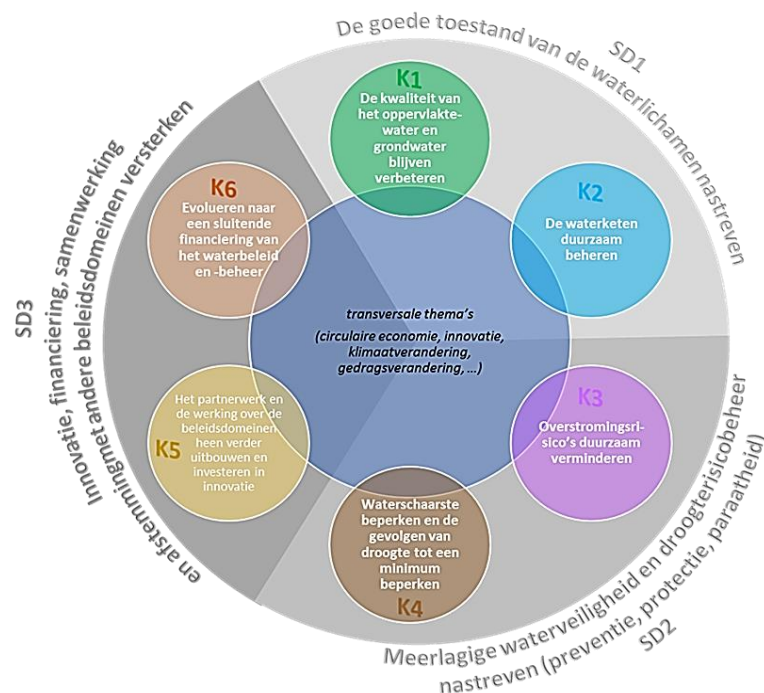 De goede toestand van de waterlichamen nastreven
SD1
K1
De kwaliteit van
het oppervlakte-
water en
grondwater
blijven
verbeteren
K2
De waterketen
duurzaam
beheren
K3
Overstromingsri-
sico's duurzaam
verminderen
Meerlagige waterveiligheid en droogterisicobeheer
nastreven (preventie, protectie, paraatheid)
SD2
Waterschaarste
beperken en de
gevolgen van
droogte tot een
minimum
beperken
K4
Het partnerwerk en
de werking over de
beleidsdomeinen
heen verder
uitbouwen en
investeren in
innovatie
K5
K6
Evolueren naar
een sluitende
financiering van
het waterbeleid
en -beheer
SD3
Innovatie, financiering, samenwerking
en afstemmingmet andere beleidsdomeinen versterken
transversale thema's
(circulaire economie, innovatie,
klimaatverandering,
gedragsverandering, ...)